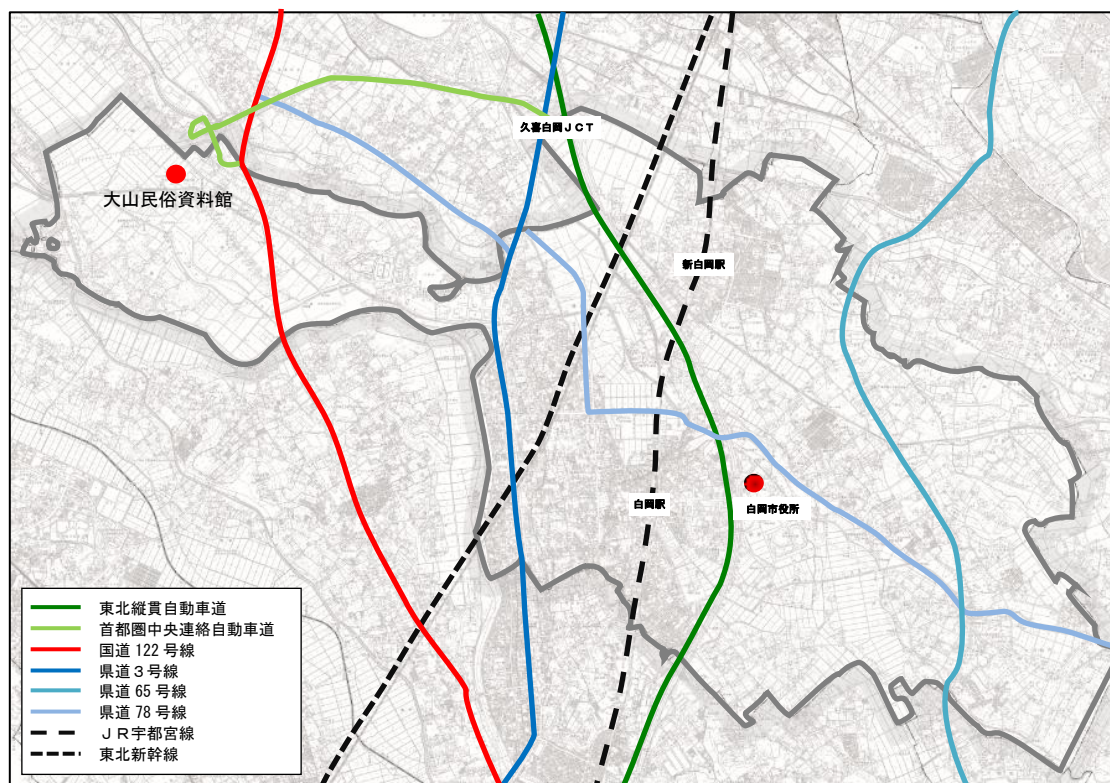 久喜白岡ＪＣＴ
大山民俗資料館
新白岡駅
白岡駅
白岡市役所
東北縦貫自動車道
首都圏中央連絡自動車道
国道 122 号線
県道３号線
県道 65 号線
県道 78 号線
ＪＲ宇都宮線
東北新幹線